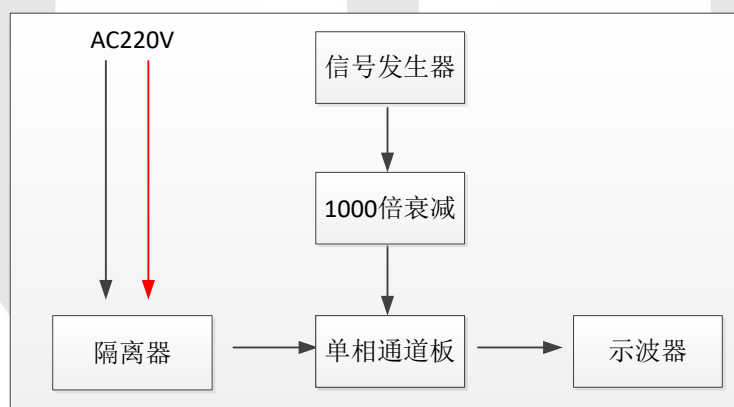 AC220V
信号发生器
1000倍衰减
隔离器
单相通道板
示波器